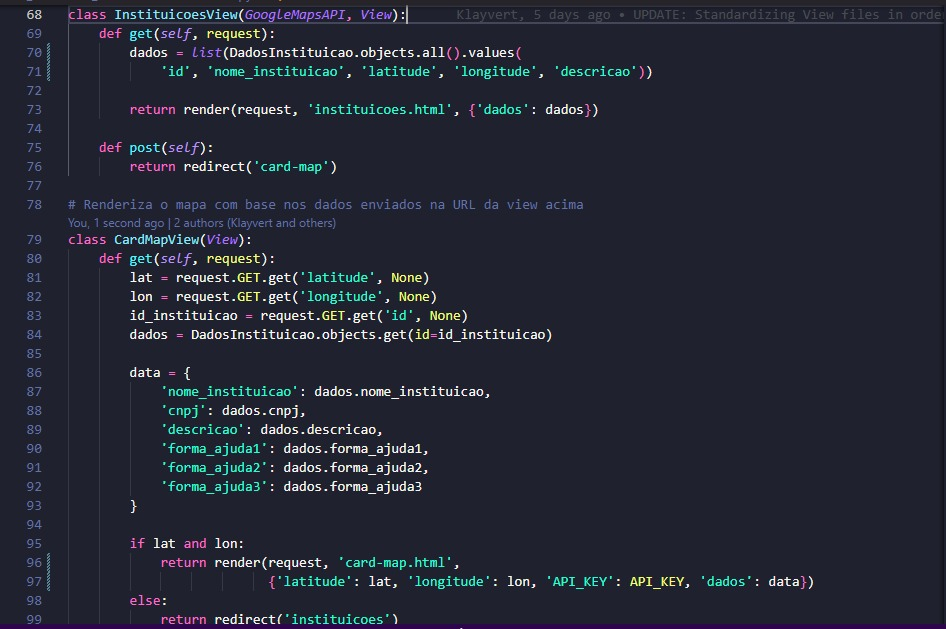 68 class InstituicoesView(GoogleMapsAPI, View): Klayvert, 5 days ago • UPDATE: Standardizing View files in orde
69 def get(self, request):
70 dados = list(DadosInstituicao.objects.all().values(
71 'id', 'nome_instituicao', 'latitude', 'longitude', 'descricao'))
72
73 return render(request, 'instituicoes.html', {'dados': dados})
74
75 def post(self):
76 return redirect('card-map')
77
78 # Renderiza o mapa com base nos dados enviados na URL da view acima
You, 1 second ago | 2 authors (Klayvert and others)
79 class CardMapView(View):
80 def get(self, request):
81 lat = request.GET.get('latitude', None)
82 lon = request.GET.get('longitude', None)
83 id_instituicao = request.GET.get('id', None)
84 dados = DadosInstituicao.objects.get(id=id_instituicao)
85
86 data = {
87 'nome_instituicao': dados.nome_instituicao,
88 'cnpj': dados.cnpj,
89 'descricao': dados.descricao,
90 'forma_ajuda1': dados.forma_ajuda1,
91 'forma_ajuda2': dados.forma_ajuda2,
92 'forma_ajuda3': dados.forma_ajuda3
93 }
94
95 if lat and lon:
96 return render(request, 'card-map.html',
97 {'latitude': lat, 'longitude': lon, 'API_KEY': API_KEY, 'dados': data})
98 else:
99 return redirect('instituicoes')